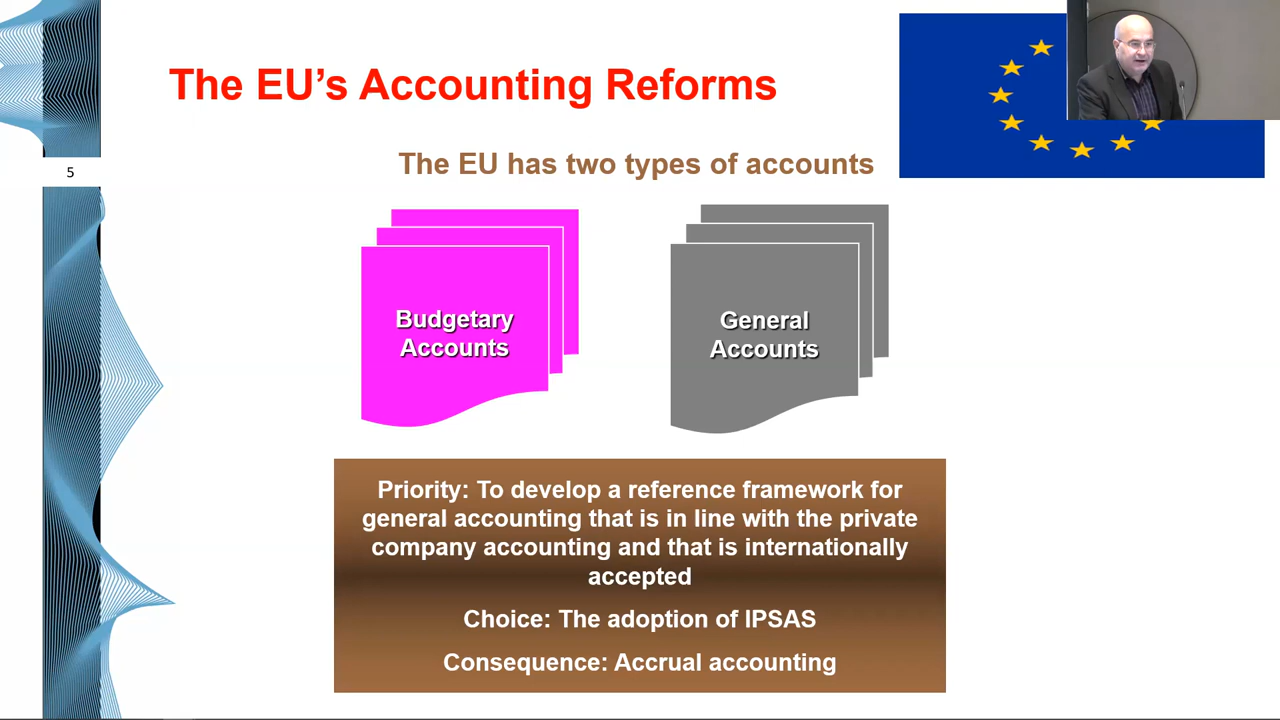 The EU’s Accounting Reforms
The EU has two types of accounts
5
Budgetary
Accounts
General
Accounts
Priority: To develop a reference framework for
general accounting that is in line with the private
company accounting and that is internationally
accepted
Choice: The adoption of IPSAS
Consequence: Accrual accounting